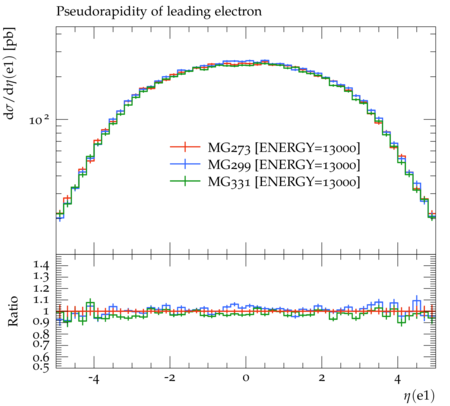 Pseudorapidity of leading electron
dσ/dη(e1) [pb]
10²
MG273 [ENERGY=13000]
MG299 [ENERGY=13000]
MG331 [ENERGY=13000]
Ratio
1.4
1.3
1.2
1.1
1
0.9
0.8
0.7
0.6
0.5
-4 -2 0 2 4
η(e1)